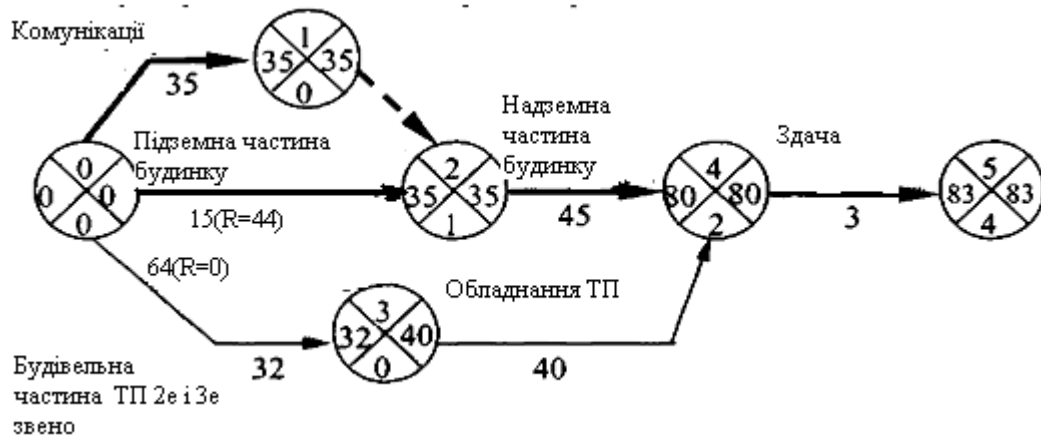 Комунікації
1
35 35
0
35
Підземна частина
будинку
0
0 0
0
15(R=44)
2
35 35
1
Надземна
частина
будинку
45
4
80 80
2
Здача
3
5
83 83
4
64(R=0)
32
Будівельна
частина ТП 2е і 3е
звено
3
32 40
0
Обладнання ТП
40